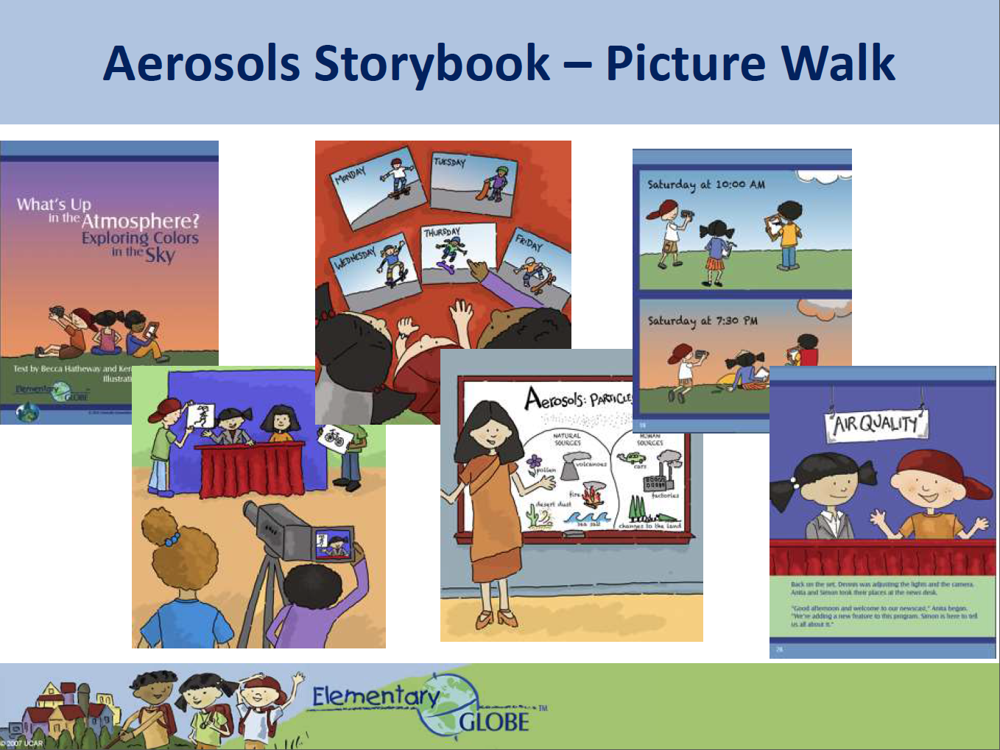 Aerosols Storybook – Picture Walk
What's Up
in the Atmosphere?
Exploring Colors
in the Sky
Text by Becca Hatheway and
Elementary
GLOBE
MONDAY
TUESDAY
WEDNESDAY
THURSDAY
FRIDAY
Saturday at 10:00 AM
Saturday at 7:30 PM
Aerosols: PARTICLES
NATURAL
SOURCES
HUMAN
SOURCES
pollen
volcanoes
cars
fire
factories
desert dust
sea salt
changes to the land
AIR QUALITY
Back on the set, Dennis was adjusting the lights and the camera.
Anita and Simon took their places at the news desk.
"Good afternoon and welcome to our newscast," Anita began.
"We're adding a new feature to this program. Simon is here to tell
us all about it."
28
Elementary
GLOBE™
© 2007 UCAR